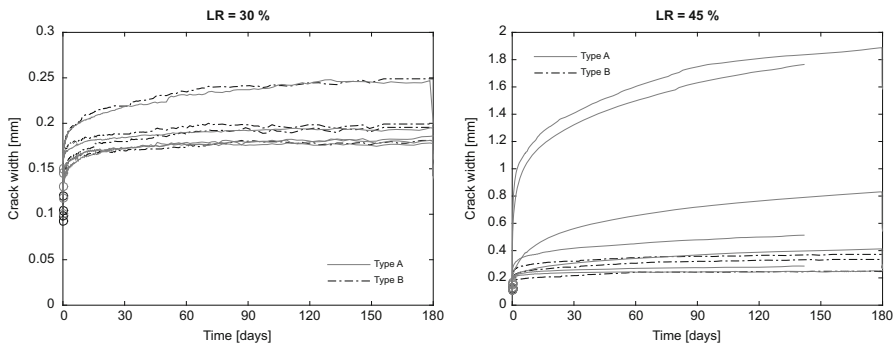 LR = 30 %
0.3
0.25
0.2
0.15
0.1
0.05
0
Crack width [mm]
Type A
Type B
0 30 60 90 120 150 180
Time [days]
LR = 45 %
2
1.8
1.6
1.4
1.2
1
0.8
0.6
0.4
0.2
0
Crack width [mm]
Type A
Type B
0 30 60 90 120 150 180
Time [days]